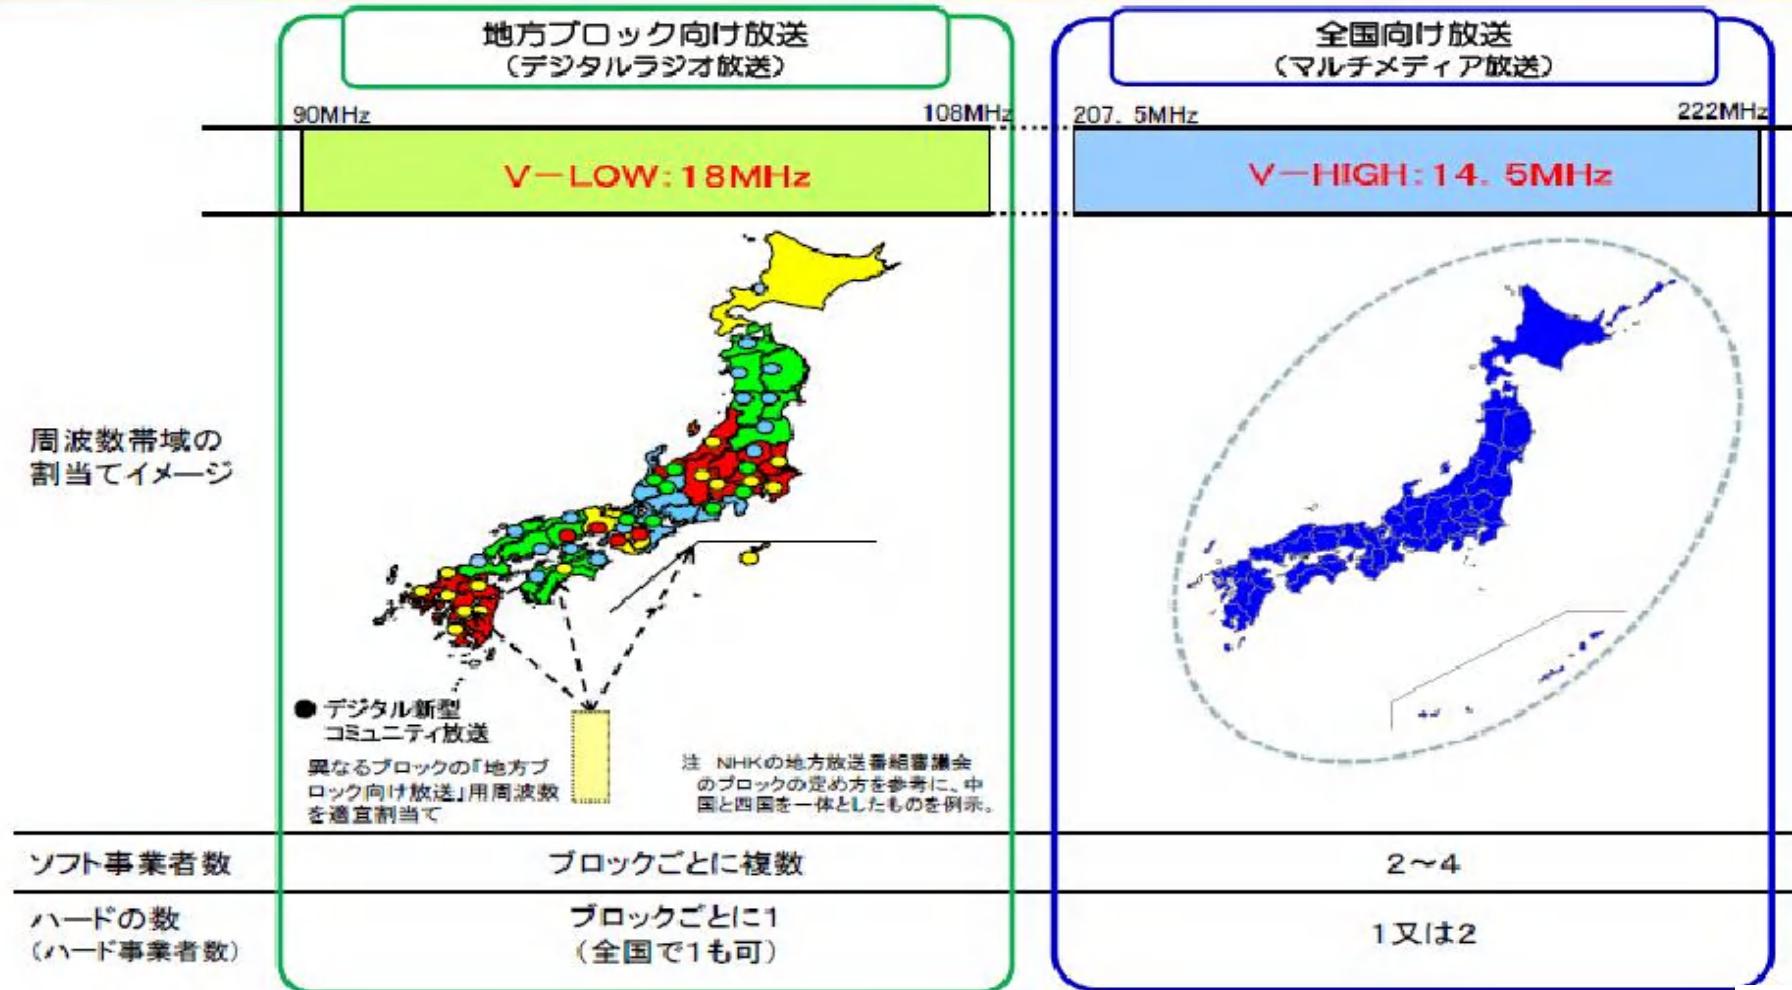 地方ブロック向け放送
（デジタルラジオ放送）
全国向け放送
（マルチメディア放送）
90MHz
108MHz
207．5MHz
222MHz
V－LOW：18MHz
V－HIGH：14．5MHz
周波数帯域の
割当てイメージ
● デジタル新型
コミュニティ放送
異なるブロックの「地方ブ
ロック向け放送」用周波数
を適宜割当て
注　NHKの地方放送番組審議会
のブロックの定め方を参考に、中
国と四国を一体としたものを例示。
ソフト事業者数
ブロックごとに複数
2～4
ハードの数
（ハード事業者数）
ブロックごとに1
（全国で1も可）
1又は2